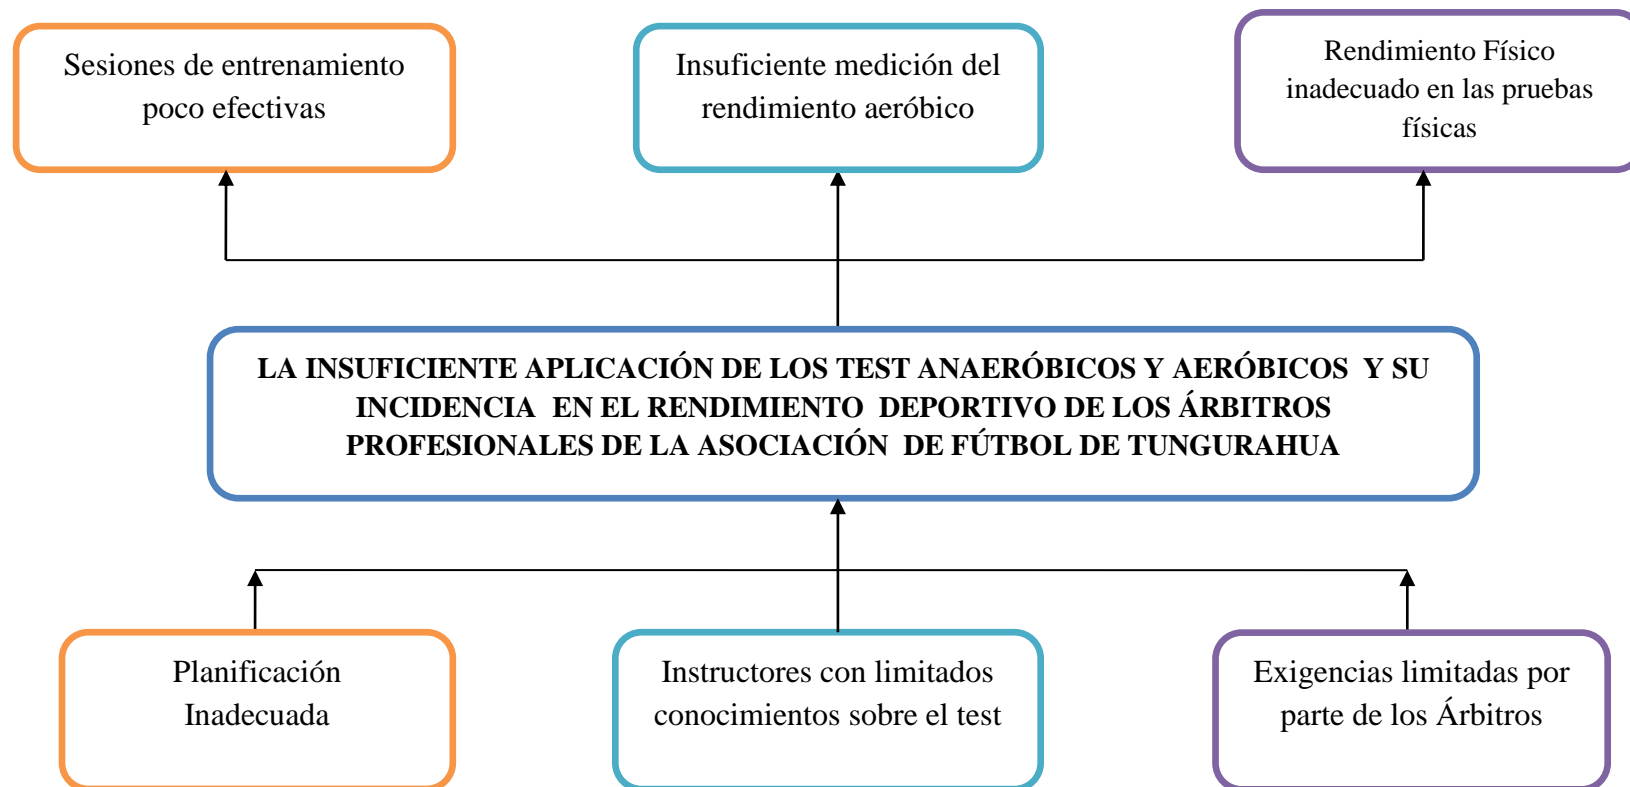 Sesiones de entrenamiento
poco efectivas
Insuficiente medición del
rendimiento aeróbico
Rendimiento Físico
inadecuado en las pruebas
físicas
LA INSUFICIENTE APLICACIÓN DE LOS TEST ANAERÓBICOS Y AERÓBICOS Y SU
INCIDENCIA EN EL RENDIMIENTO DEPORTIVO DE LOS ÁRBITROS
PROFESIONALES DE LA ASOCIACIÓN DE FÚTBOL DE TUNGURAHUA
Planificación
Inadecuada
Instructores con limitados
conocimientos sobre el test
Exigencias limitadas por
parte de los Árbitros